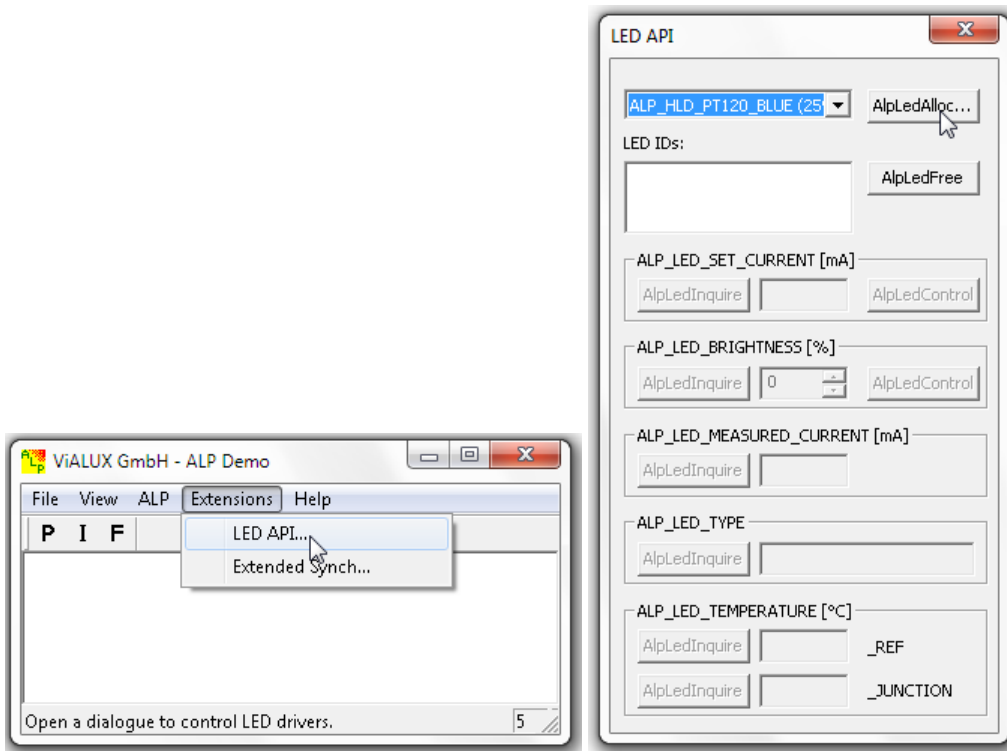 ALP
ViALUX GmbH - ALP Demo
File View ALP Extensions Help
P I F
LED API...
Extended Synch...
Open a dialogue to control LED drivers. 5
LED API
ALP_HLD_PT120_BLUE (259 AlpLedAlloc...
LED IDs:
AlpLedFree
ALP_LED_SET_CURRENT [mA]
AlpLedInquire AlpLedControl
ALP_LED_BRIGHTNESS [%]
AlpLedInquire 0 AlpLedControl
ALP_LED_MEASURED_CURRENT [mA]
AlpLedInquire
ALP_LED_TYPE
AlpLedInquire
ALP_LED_TEMPERATURE [°C]
AlpLedInquire _REF
AlpLedInquire _JUNCTION